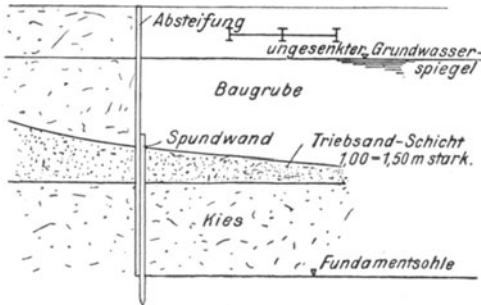 Absteifung
ungesenkter Grundwasser-
spiegel
Baugrube
Spundwand
Triebsand-Schicht
1,00-1,50 m stark.
Kies
Fundamentsohle